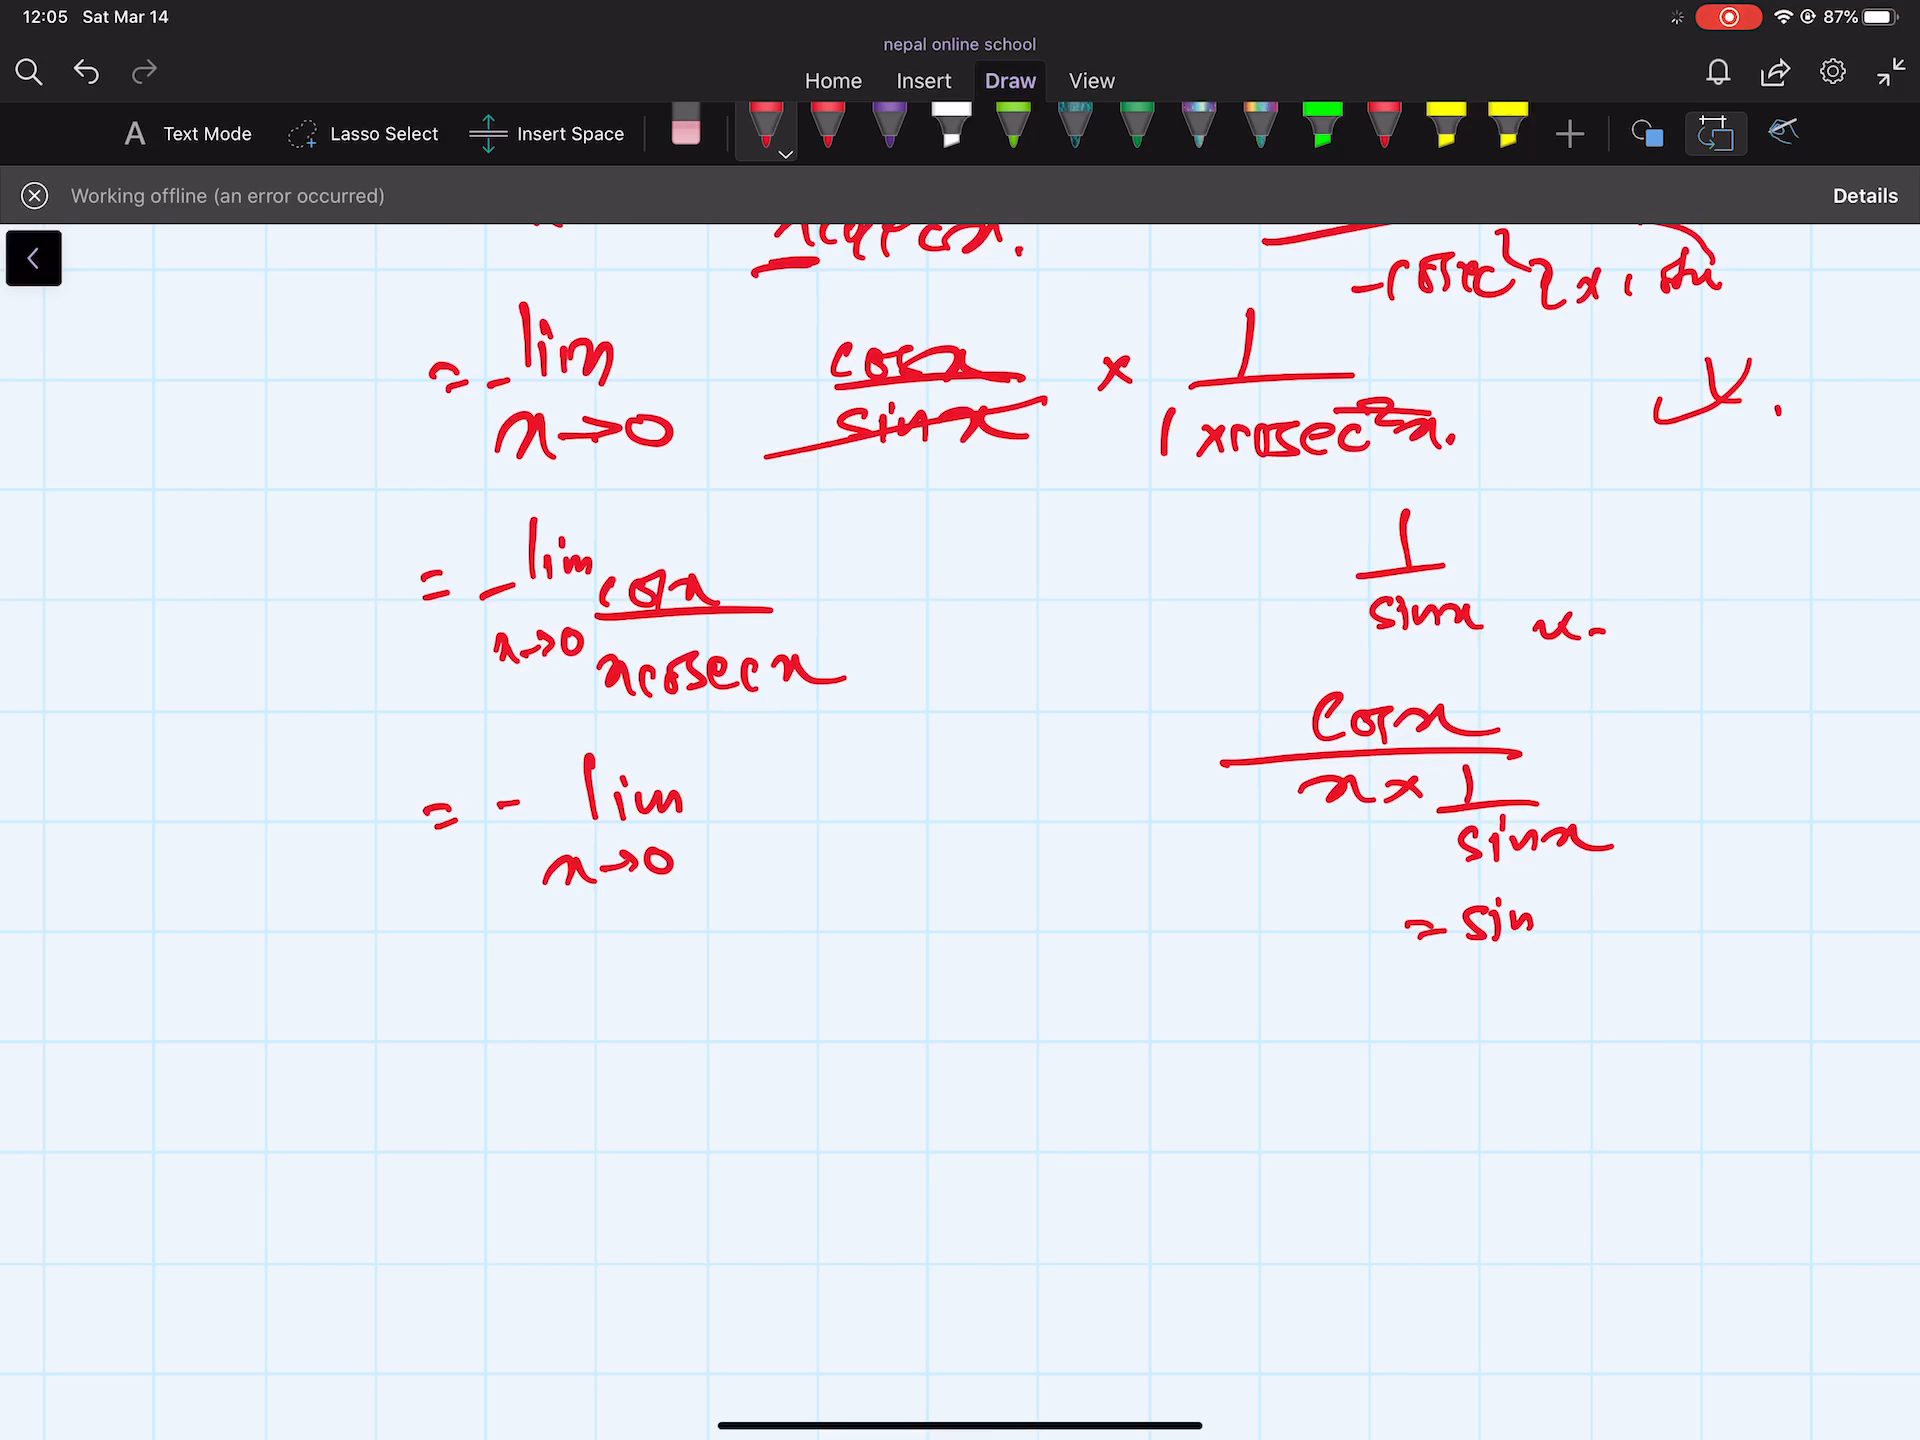 12:05 Sat Mar 14 87%
nepal online school
Home Insert Draw View
Text Mode Lasso Select Insert Space
Working offline (an error occurred) Details
= - lim x→0 cosx/sinx × 1/(1 × cosec²x).
= - lim x→0 cosx/(x cosec x)
1/sinx
cosx/(x × 1/sinx)
= - lim x→0
= sin